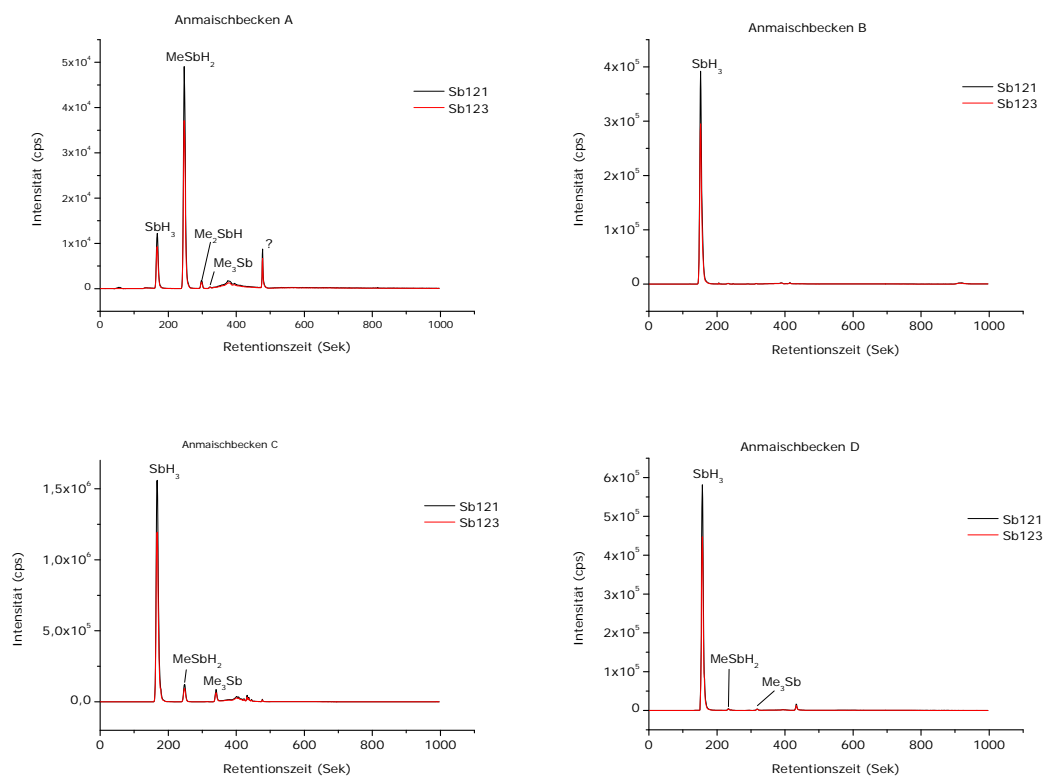 Anmaischbecken A
MeSbH₂
SbH₃
Me₂SbH
Me₃Sb
?
Sb121
Sb123
5x10⁴
4x10⁴
3x10⁴
2x10⁴
1x10⁴
0
Intensität (cps)
0 200 400 600 800 1000
Retentionszeit (Sek)
Anmaischbecken B
SbH₃
Sb121
Sb123
4x10⁵
3x10⁵
2x10⁵
1x10⁵
0
Intensität (cps)
0 200 400 600 800 1000
Retentionszeit (Sek)
Anmaischbecken C
SbH₃
MeSbH₂
Me₃Sb
Sb121
Sb123
1,5x10⁶
1,0x10⁶
5,0x10⁵
0,0
Intensität (cps)
0 200 400 600 800 1000
Retentionszeit (Sek)
Anmaischbecken D
SbH₃
MeSbH₂
Me₃Sb
Sb121
Sb123
6x10⁵
5x10⁵
4x10⁵
3x10⁵
2x10⁵
1x10⁵
0
Intensität (cps)
0 200 400 600 800 1000
Retentionszeit (Sek)